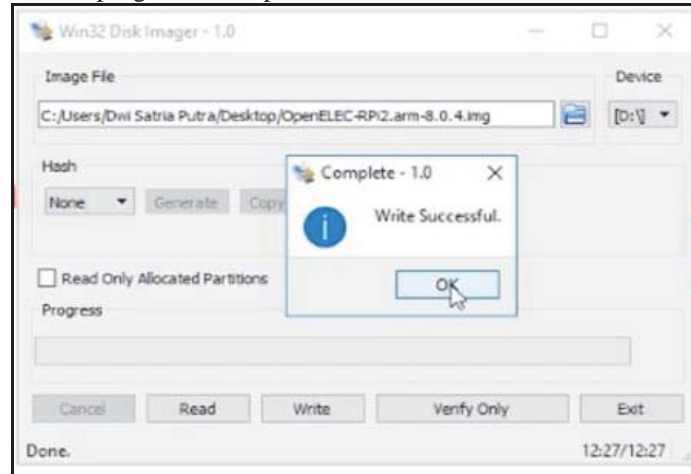 Win32 Disk Imager - 1.0
Image File
Device
C:/Users/Dwi Satria Putra/Desktop/OpenELEC-RPi2.arm-8.0.4.img
[D:\]
Hash
None
Generate
Copy
Complete - 1.0
Write Successful.
OK
Read Only Allocated Partitions
Progress
Cancel
Read
Write
Verify Only
Exit
Done.
12:27/12:27